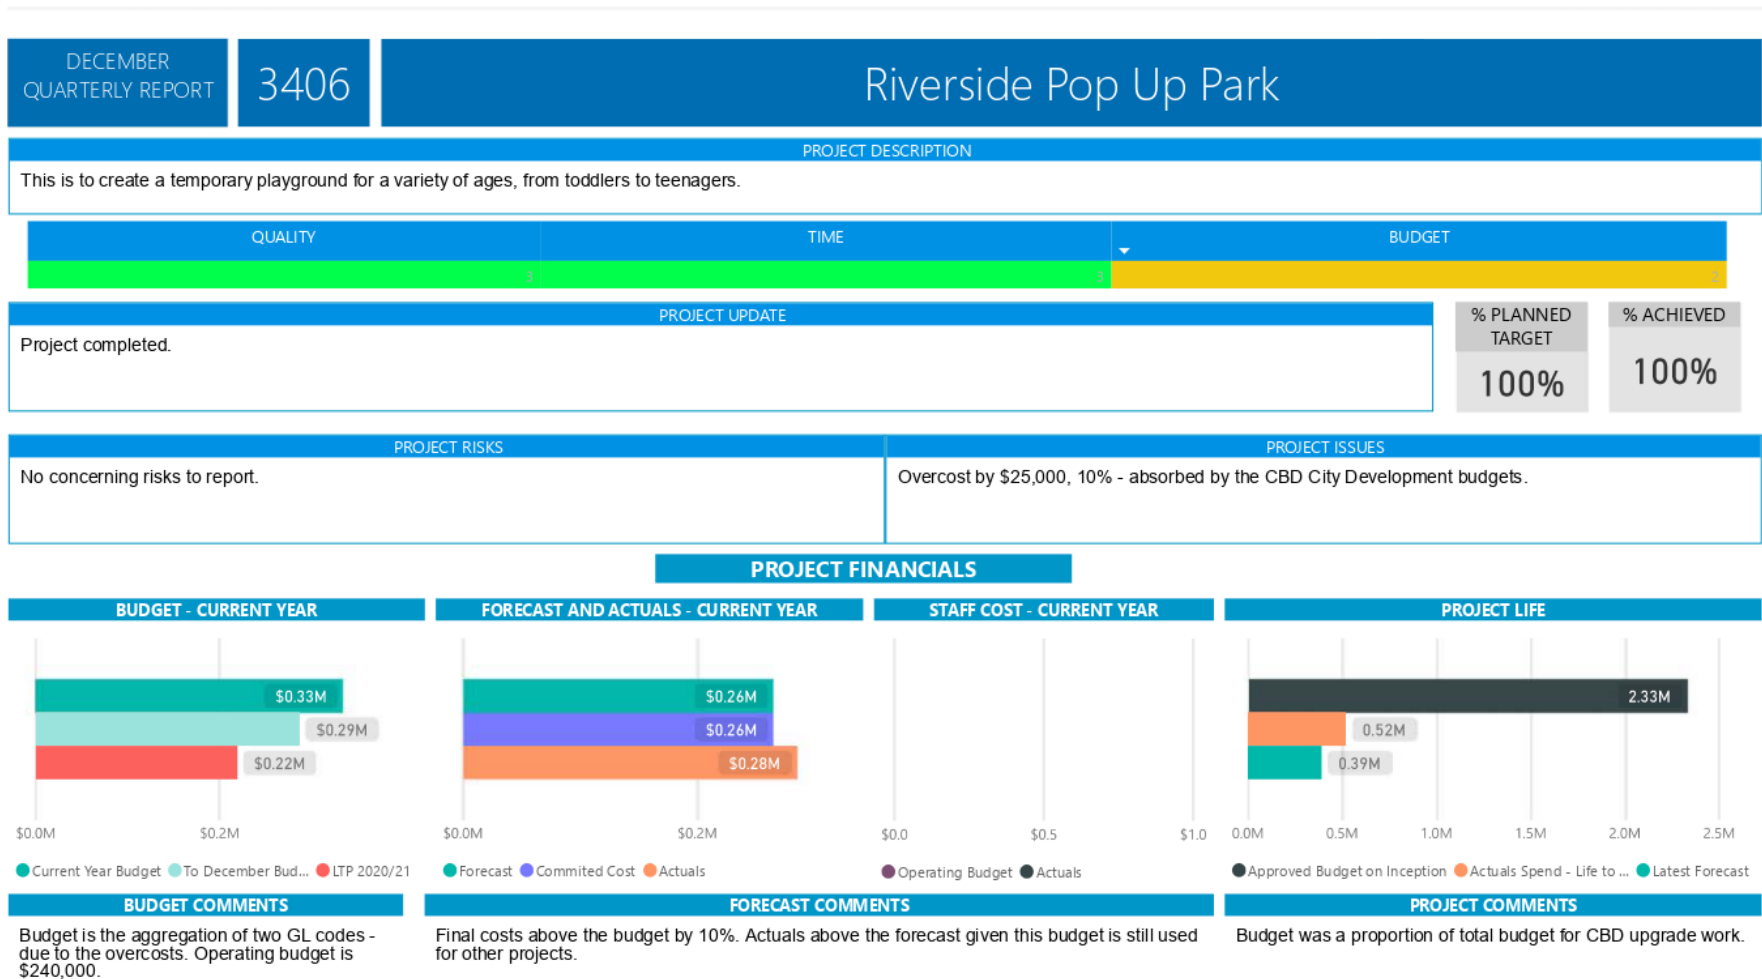 DECEMBER
QUARTERLY REPORT
3406
Riverside Pop Up Park
PROJECT DESCRIPTION
This is to create a temporary playground for a variety of ages, from toddlers to teenagers.
QUALITY TIME BUDGET
3 3 2
PROJECT UPDATE
Project completed.
% PLANNED
TARGET
100%
% ACHIEVED
100%
PROJECT RISKS
No concerning risks to report.
PROJECT ISSUES
Overcost by $25,000, 10% - absorbed by the CBD City Development budgets.
PROJECT FINANCIALS
BUDGET - CURRENT YEAR
$0.33M
$0.29M
$0.22M
$0.0M $0.2M
Current Year Budget To December Bud... LTP 2020/21
FORECAST AND ACTUALS - CURRENT YEAR
$0.26M
$0.26M
$0.28M
$0.0M $0.2M
Forecast Commited Cost Actuals
STAFF COST - CURRENT YEAR
$0.0 $0.5 $1.0
Operating Budget Actuals
PROJECT LIFE
2.33M
0.52M
0.39M
0.0M 0.5M 1.0M 1.5M 2.0M 2.5M
Approved Budget on Inception Actuals Spend - Life to ... Latest Forecast
BUDGET COMMENTS
Budget is the aggregation of two GL codes -
due to the overcosts. Operating budget is
$240,000.
FORECAST COMMENTS
Final costs above the budget by 10%. Actuals above the forecast given this budget is still used
for other projects.
PROJECT COMMENTS
Budget was a proportion of total budget for CBD upgrade work.